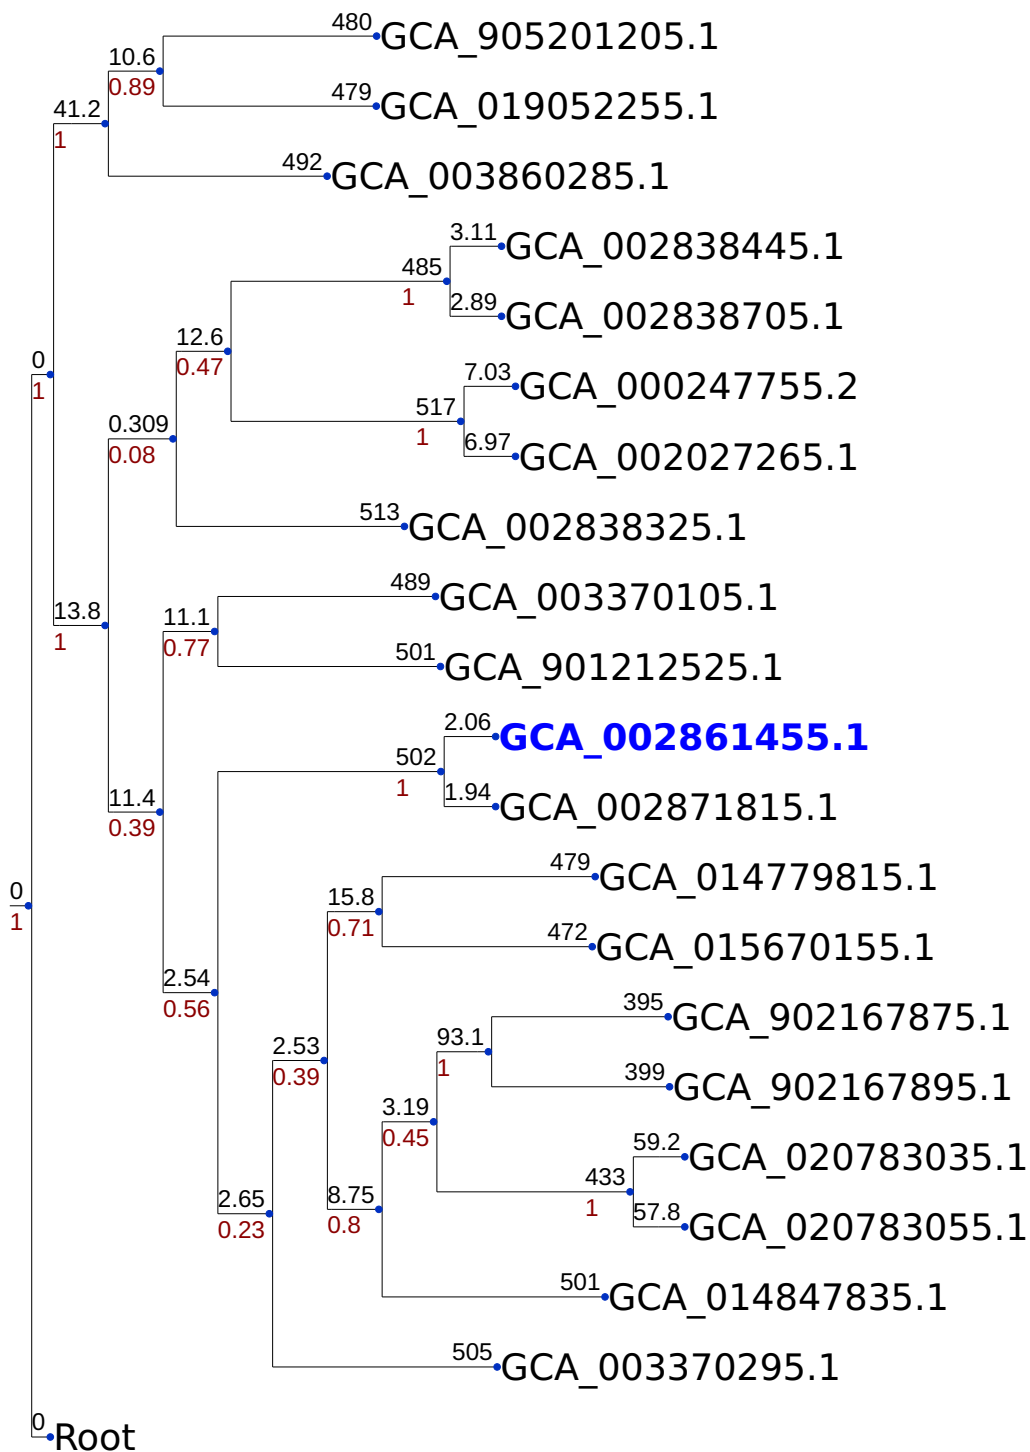 480 GCA_905201205.1
10.6
0.89
479 GCA_019052255.1
41.2
1
492 GCA_003860285.1
3.11 GCA_002838445.1
485
1
2.89 GCA_002838705.1
12.6
0.47
0
1
7.03 GCA_000247755.2
517
1
0.309
0.08
6.97 GCA_002027265.1
513 GCA_002838325.1
489 GCA_003370105.1
13.8
1
11.1
0.77
501 GCA_901212525.1
2.06 GCA_002861455.1
502
1
11.4
0.39
1.94 GCA_002871815.1
479 GCA_014779815.1
0
1
15.8
0.71
472 GCA_015670155.1
2.54
0.56
395 GCA_902167875.1
2.53
0.39
93.1
1
399 GCA_902167895.1
3.19
0.45
59.2 GCA_020783035.1
433
1
2.65
0.23
8.75
0.8
57.8 GCA_020783055.1
501 GCA_014847835.1
505 GCA_003370295.1
0 Root